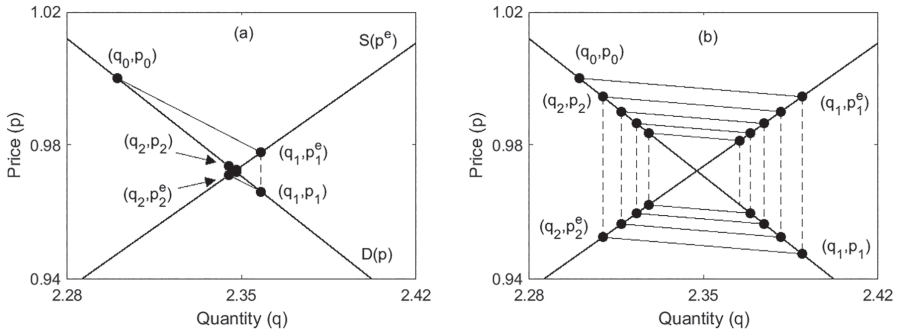 1.02
(a)
S(pᵉ)
(q₀,p₀)
Price (p)
0.98
(q₂,p₂)
(q₁,p₁ᵉ)
(q₂,p₂ᵉ)
(q₁,p₁)
D(p)
0.94
2.28
2.35
2.42
Quantity (q)
1.02
(b)
(q₀,p₀)
(q₂,p₂)
(q₁,p₁ᵉ)
Price (p)
0.98
(q₂,p₂ᵉ)
(q₁,p₁)
0.94
2.28
2.35
2.42
Quantity (q)